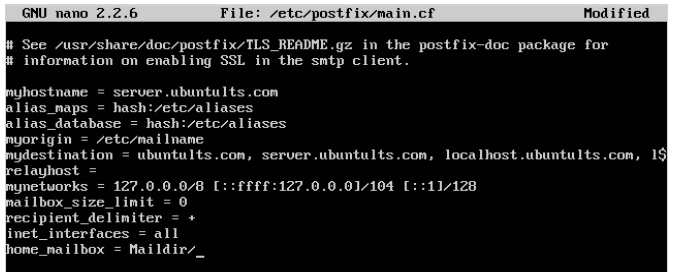 GNU nano 2.2.6 File: /etc/postfix/main.cf Modified
# See /usr/share/doc/postfix/TLS_README.gz in the postfix-doc package for
# information on enabling SSL in the smtp client.
myhostname = server.ubuntults.com
alias_maps = hash:/etc/aliases
alias_database = hash:/etc/aliases
myorigin = /etc/mailname
mydestination = ubuntults.com, server.ubuntults.com, localhost.ubuntults.com, l$
relayhost =
mynetworks = 127.0.0.0/8 [::ffff:127.0.0.0]/104 [::1]/128
mailbox_size_limit = 0
recipient_delimiter = +
inet_interfaces = all
home_mailbox = Maildir/_